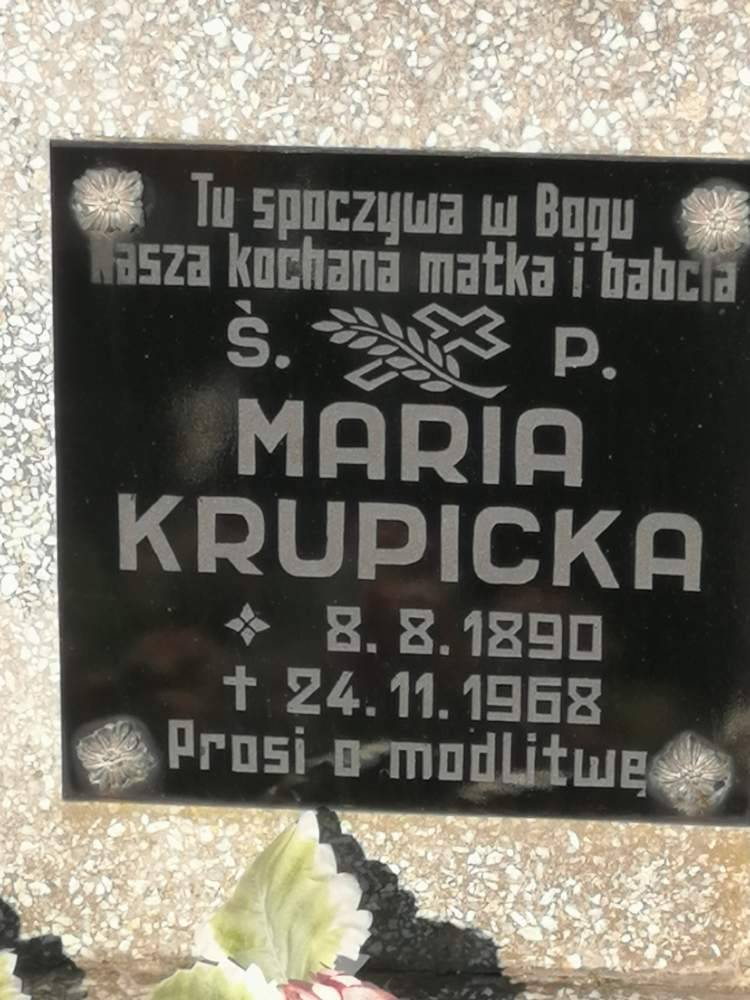 Tu spoczywa w Bogu
Nasza kochana matka i babcia
Ś. P.
MARIA
KRUPICKA
8. 8. 1890
† 24. 11. 1968
Prosi o modlitwę